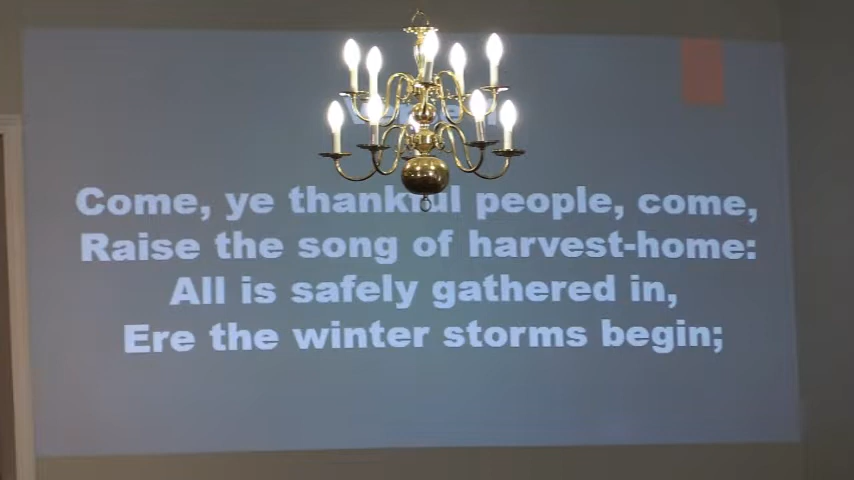 Come, ye thankful people, come,
Raise the song of harvest-home:
All is safely gathered in,
Ere the winter storms begin;